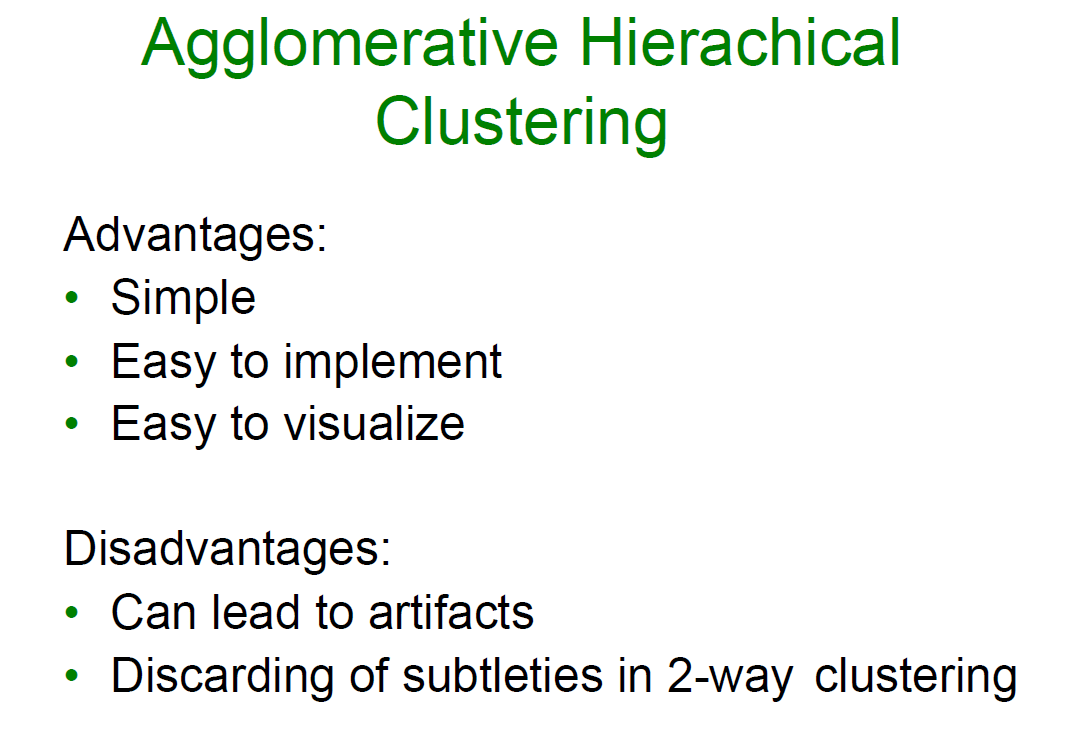 Agglomerative Hierachical
Clustering
Advantages:
• Simple
• Easy to implement
• Easy to visualize
Disadvantages:
• Can lead to artifacts
• Discarding of subtleties in 2-way clustering